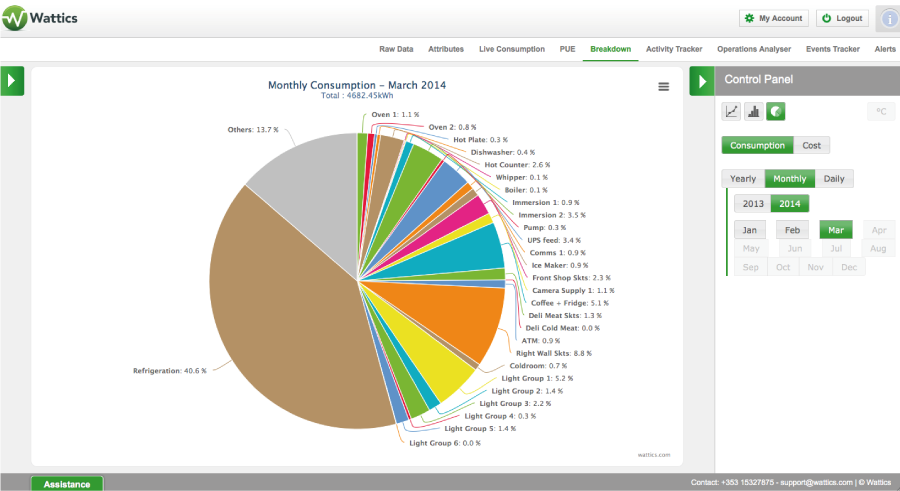 Wattics
My Account
Logout
Raw Data Attributes Live Consumption PUE Breakdown Activity Tracker Operations Analyser Events Tracker Alerts
Monthly Consumption - March 2014
Total : 4682.45kWh
Oven 1: 1.1 %
Oven 2: 0.8 %
Hot Plate: 0.3 %
Dishwasher: 0.4 %
Hot Counter: 2.6 %
Whipper: 0.1 %
Boiler: 0.1 %
Immersion 1: 0.9 %
Immersion 2: 3.5 %
Pump: 0.3 %
UPS feed: 3.4 %
Comms 1: 0.9 %
Ice Maker: 0.9 %
Front Shop Skts: 2.3 %
Camera Supply 1: 1.1 %
Coffee + Fridge: 5.1 %
Deli Meat Skts: 1.3 %
Deli Cold Meat: 0.0 %
ATM: 0.9 %
Right Wall Skts: 8.8 %
Coldroom: 0.7 %
Light Group 1: 5.2 %
Light Group 2: 1.4 %
Light Group 3: 2.2 %
Light Group 4: 0.3 %
Light Group 5: 1.4 %
Light Group 6: 0.0 %
Refrigeration: 40.6 %
Others: 13.7 %
wattics.com
Control Panel
°C
Consumption Cost
Yearly Monthly Daily
2013 2014
Jan Feb Mar Apr
May Jun Jul Aug
Sep Oct Nov Dec
Assistance
Contact: +353 15327875 - support@wattics.com | © Wattics